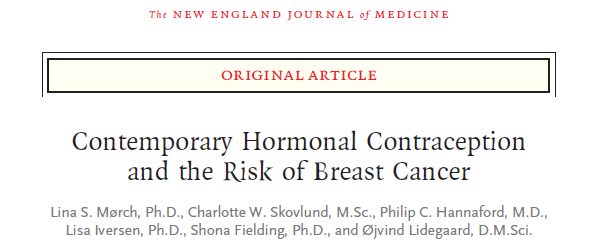 The NEW ENGLAND JOURNAL of MEDICINE
ORIGINAL ARTICLE
Contemporary Hormonal Contraception
and the Risk of Breast Cancer
Lina S. Mørch, Ph.D., Charlotte W. Skovlund, M.Sc., Philip C. Hannaford, M.D.,
Lisa Iversen, Ph.D., Shona Fielding, Ph.D., and Øjvind Lidegaard, D.M.Sci.